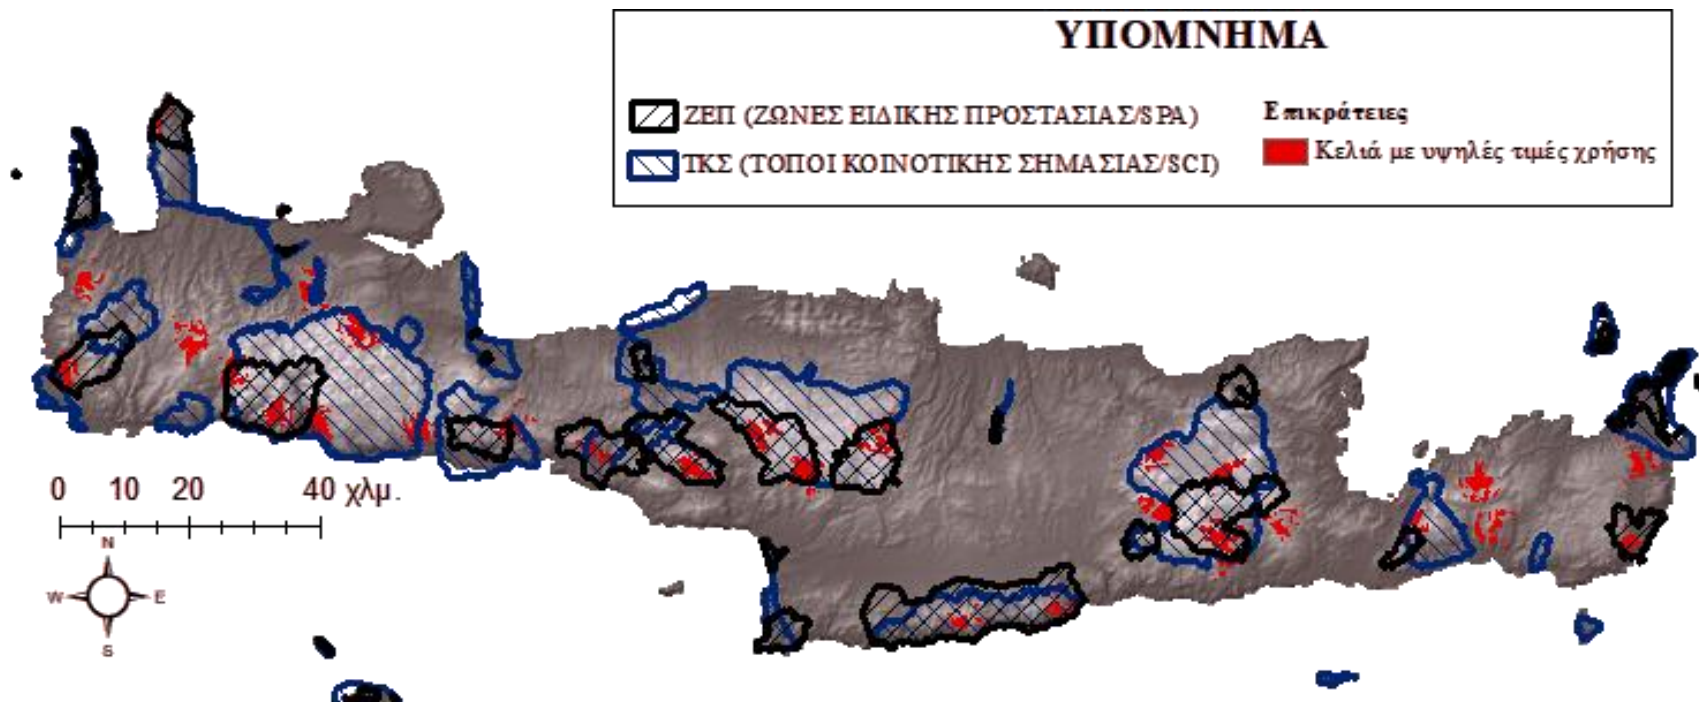 ΥΠΟΜΝΗΜΑ
ΖΕΠ (ΖΩΝΕΣ ΕΙΔΙΚΗΣ ΠΡΟΣΤΑΣΙΑΣ/SPA)
ΤΚΣ (ΤΟΠΟΙ ΚΟΙΝΟΤΙΚΗΣ ΣΗΜΑΣΙΑΣ/SCI)
Επικράτειες
Κελιά με υψηλές τιμές χρήσης
0 10 20 40 χλμ.
N
W E
S